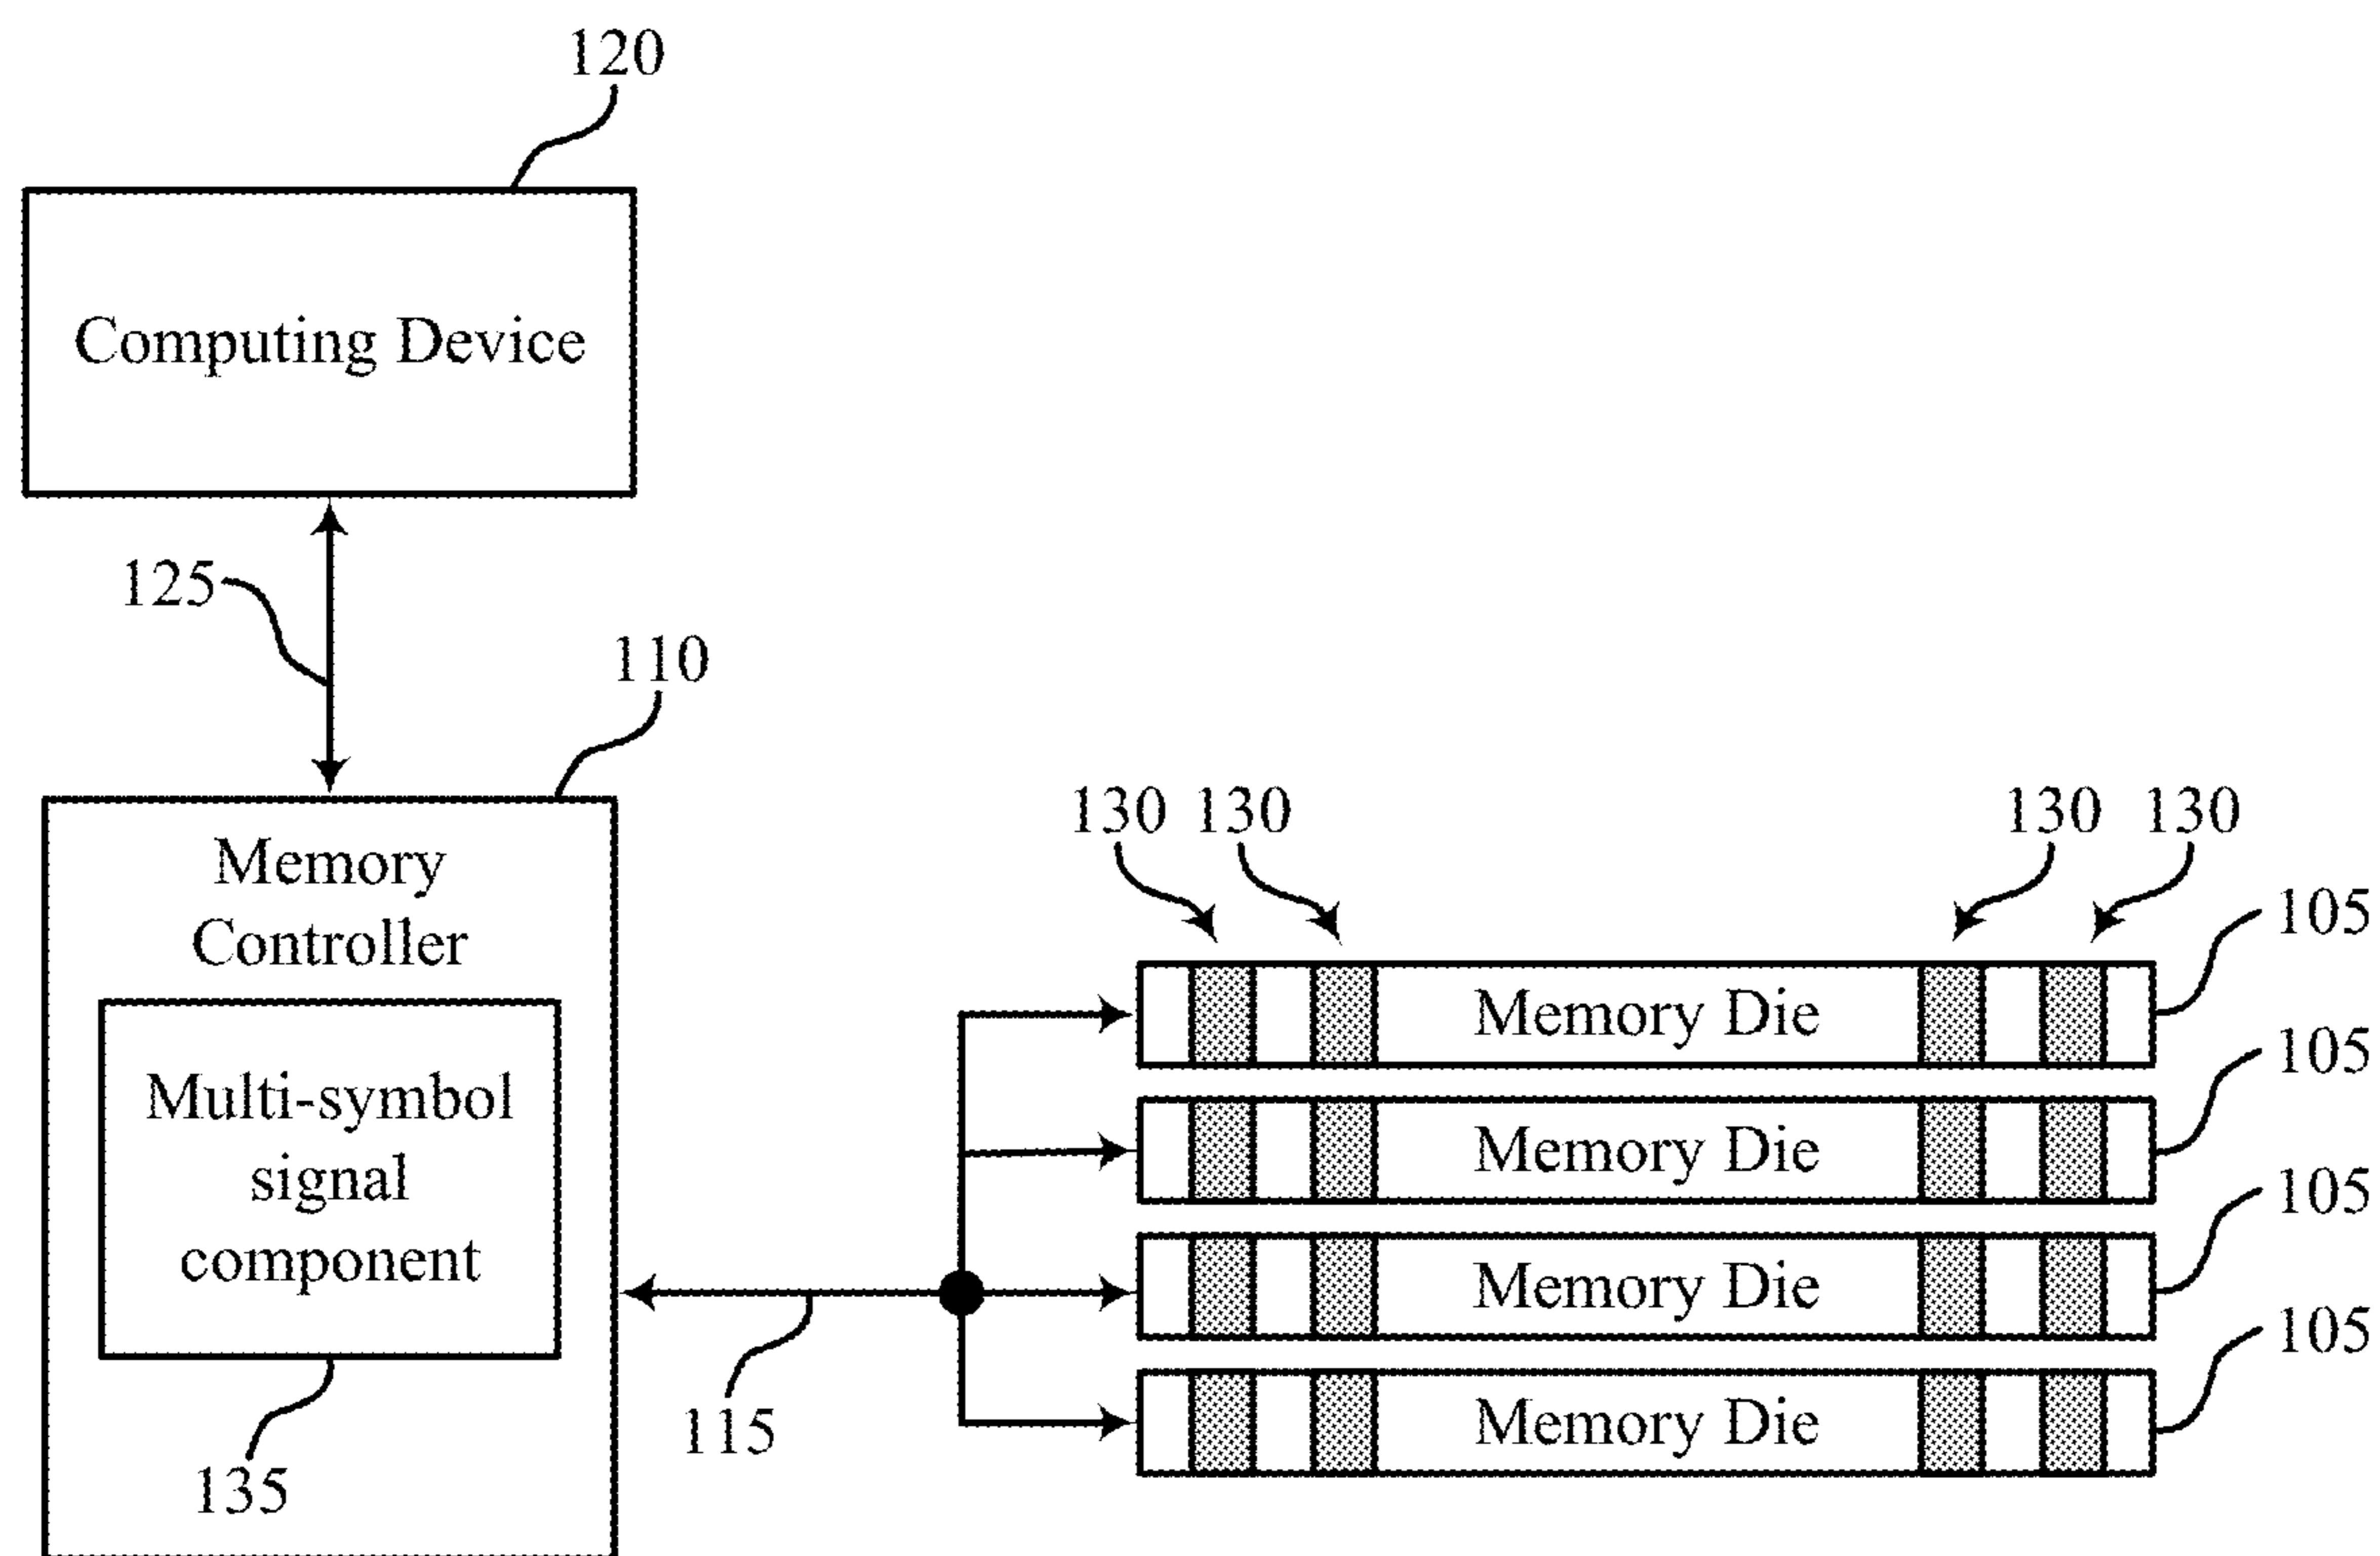 120
Computing Device
125
110
Memory
Controller
Multi-symbol
signal
component
135
115
130 130 130 130
Memory Die 105
Memory Die 105
Memory Die 105
Memory Die 105